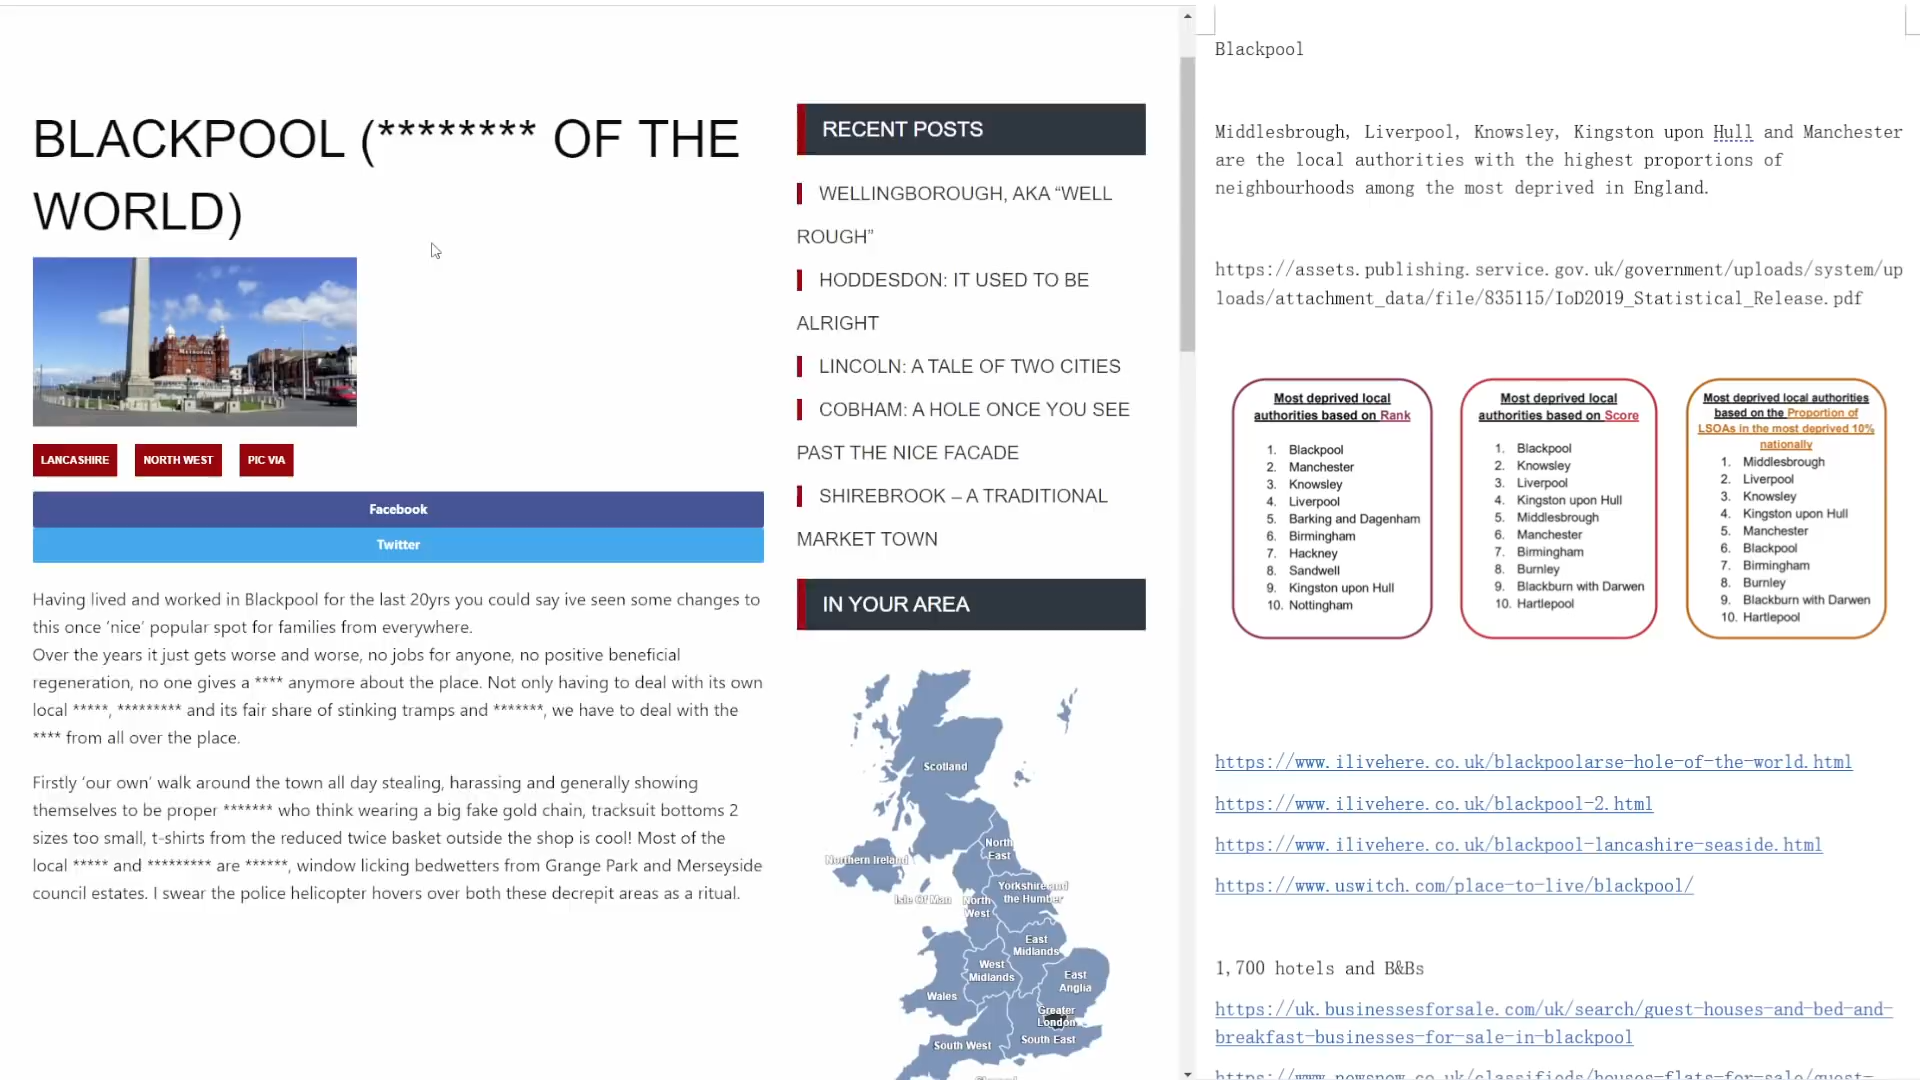 BLACKPOOL (******** OF THE
WORLD)
LANCASHIRE
NORTH WEST
PIC VIA
Facebook
Twitter
Having lived and worked in Blackpool for the last 20yrs you could say ive seen some changes to
this once ‘nice’ popular spot for families from everywhere.
Over the years it just gets worse and worse, no jobs for anyone, no positive beneficial
regeneration, no one gives a **** anymore about the place. Not only having to deal with its own
local *****, ********* and its fair share of stinking tramps and *******, we have to deal with the
**** from all over the place.
Firstly ‘our own’ walk around the town all day stealing, harassing and generally showing
themselves to be proper ******* who think wearing a big fake gold chain, tracksuit bottoms 2
sizes too small, t-shirts from the reduced twice basket outside the shop is cool! Most of the
local ***** and ********* are ******, window licking bedwetters from Grange Park and Merseyside
council estates. I swear the police helicopter hovers over both these decrepit areas as a ritual.
RECENT POSTS
WELLINGBOROUGH, AKA “WELL
ROUGH”
HODDESDON: IT USED TO BE
ALRIGHT
LINCOLN: A TALE OF TWO CITIES
COBHAM: A HOLE ONCE YOU SEE
PAST THE NICE FACADE
SHIREBROOK – A TRADITIONAL
MARKET TOWN
IN YOUR AREA
Scotland
Northern Ireland
North
East
Isle Of Man
North
West
Yorkshire and
the Humber
East
Midlands
West
Midlands
East
Anglia
Wales
Greater
London
South West
South East
Blackpool
Middlesbrough, Liverpool, Knowsley, Kingston upon Hull and Manchester
are the local authorities with the highest proportions of
neighbourhoods among the most deprived in England.
https://assets.publishing.service.gov.uk/government/uploads/system/up
loads/attachment_data/file/835115/IoD2019_Statistical_Release.pdf
Most deprived local
authorities based on Rank
1. Blackpool
2. Manchester
3. Knowsley
4. Liverpool
5. Barking and Dagenham
6. Birmingham
7. Hackney
8. Sandwell
9. Kingston upon Hull
10. Nottingham
Most deprived local
authorities based on Score
1. Blackpool
2. Knowsley
3. Liverpool
4. Kingston upon Hull
5. Middlesbrough
6. Manchester
7. Birmingham
8. Burnley
9. Blackburn with Darwen
10. Hartlepool
Most deprived local authorities
based on the Proportion of
LSOAs in the most deprived 10%
nationally
1. Middlesbrough
2. Liverpool
3. Knowsley
4. Kingston upon Hull
5. Manchester
6. Blackpool
7. Birmingham
8. Burnley
9. Blackburn with Darwen
10. Hartlepool
https://www.ilivehere.co.uk/blackpoolarse-hole-of-the-world.html
https://www.ilivehere.co.uk/blackpool-2.html
https://www.ilivehere.co.uk/blackpool-lancashire-seaside.html
https://www.uswitch.com/place-to-live/blackpool/
1,700 hotels and B&Bs
https://uk.businessesforsale.com/uk/search/guest-houses-and-bed-and-
breakfast-businesses-for-sale-in-blackpool
https://www.newsnow.co.uk/classifieds/houses-flats-for-sale/guest-